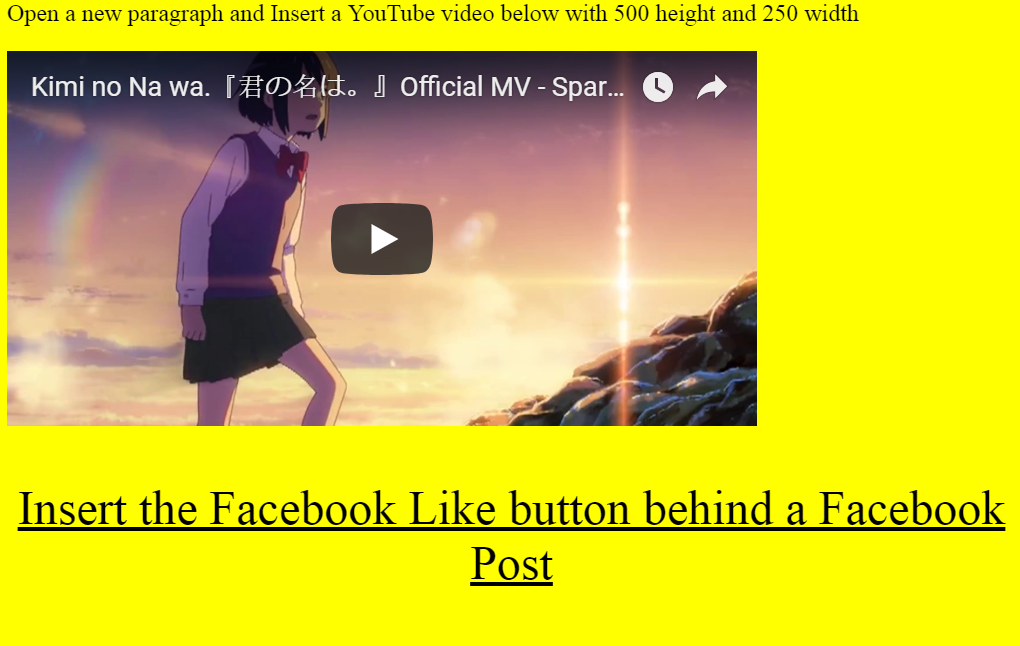 Open a new paragraph and Insert a YouTube video below with 500 height and 250 width
Kimi no Na wa.『君の名は。』Official MV - Spar...
Insert the Facebook Like button behind a Facebook
Post